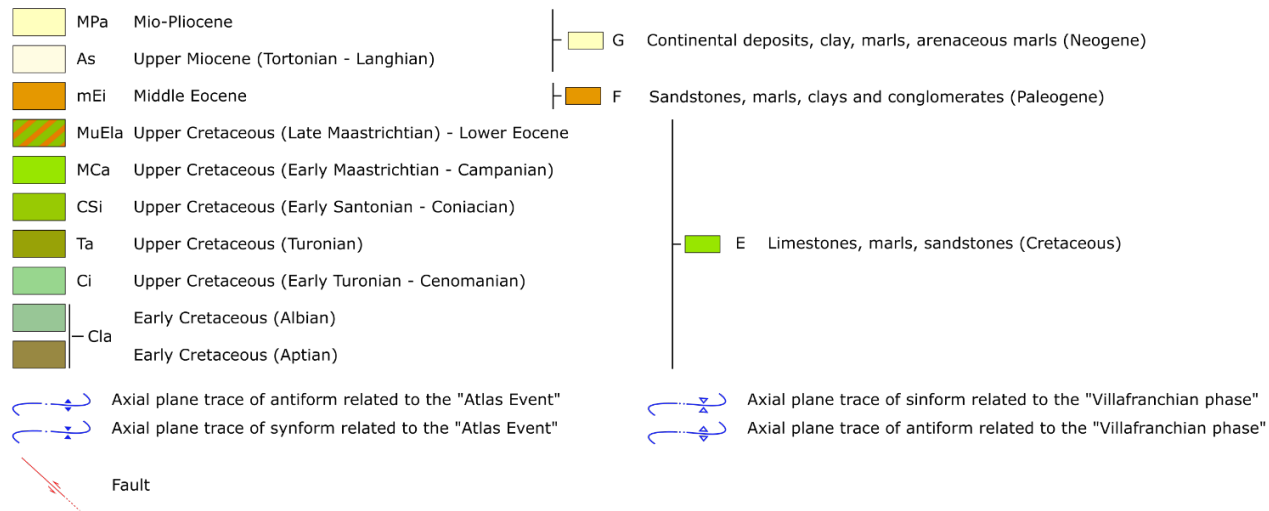 MPa Mio-Pliocene
As Upper Miocene (Tortonian - Langhian)
G Continental deposits, clay, marls, arenaceous marls (Neogene)
mEi Middle Eocene
F Sandstones, marls, clays and conglomerates (Paleogene)
MuEla Upper Cretaceous (Late Maastrichtian) - Lower Eocene
MCa Upper Cretaceous (Early Maastrichtian - Campanian)
CSi Upper Cretaceous (Early Santonian - Coniacian)
Ta Upper Cretaceous (Turonian)
E Limestones, marls, sandstones (Cretaceous)
Ci Upper Cretaceous (Early Turonian - Cenomanian)
Cla
Early Cretaceous (Albian)
Early Cretaceous (Aptian)
Axial plane trace of antiform related to the "Atlas Event"
Axial plane trace of synform related to the "Atlas Event"
Axial plane trace of sinform related to the "Villafranchian phase"
Axial plane trace of antiform related to the "Villafranchian phase"
Fault